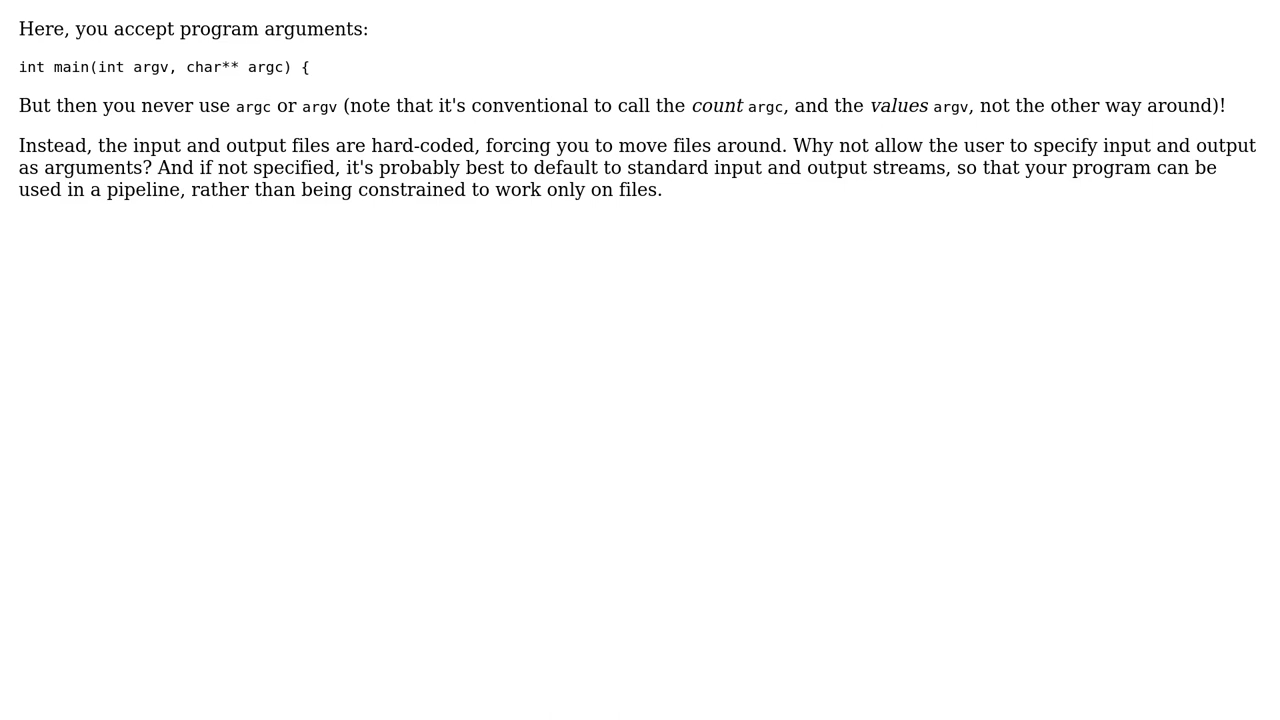 Here, you accept program arguments:
int main(int argv, char** argc) {
But then you never use argc or argv (note that it's conventional to call the count argc, and the values argv, not the other way around)!
Instead, the input and output files are hard-coded, forcing you to move files around. Why not allow the user to specify input and output
as arguments? And if not specified, it's probably best to default to standard input and output streams, so that your program can be
used in a pipeline, rather than being constrained to work only on files.